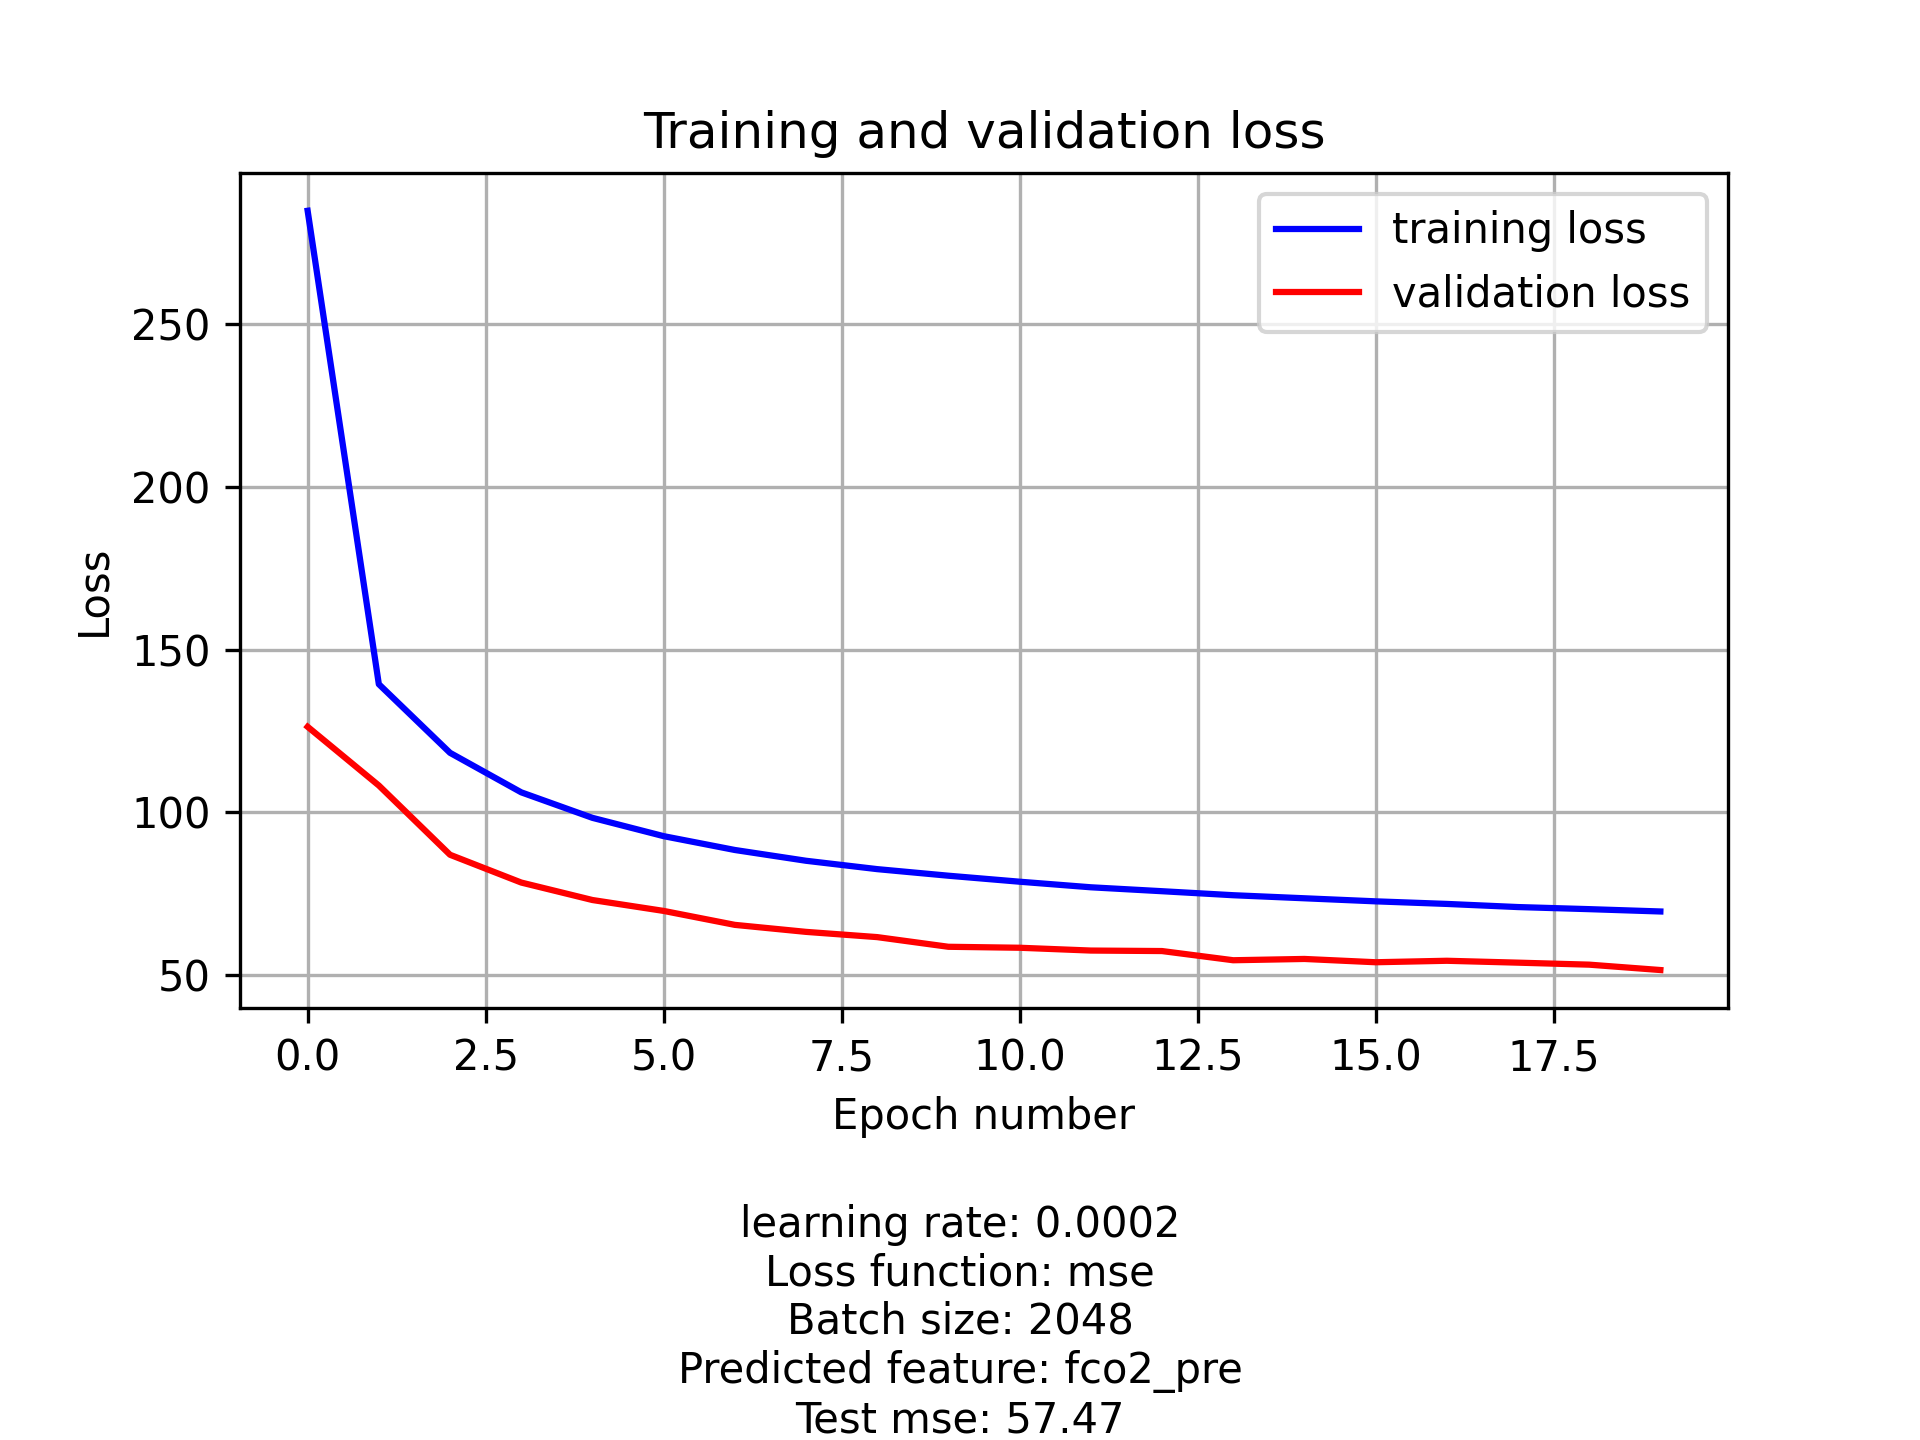 Training and validation loss
training loss
validation loss
Loss
250
200
150
100
50
0.0 2.5 5.0 7.5 10.0 12.5 15.0 17.5
Epoch number
learning rate: 0.0002
Loss function: mse
Batch size: 2048
Predicted feature: fco2_pre
Test mse: 57.47